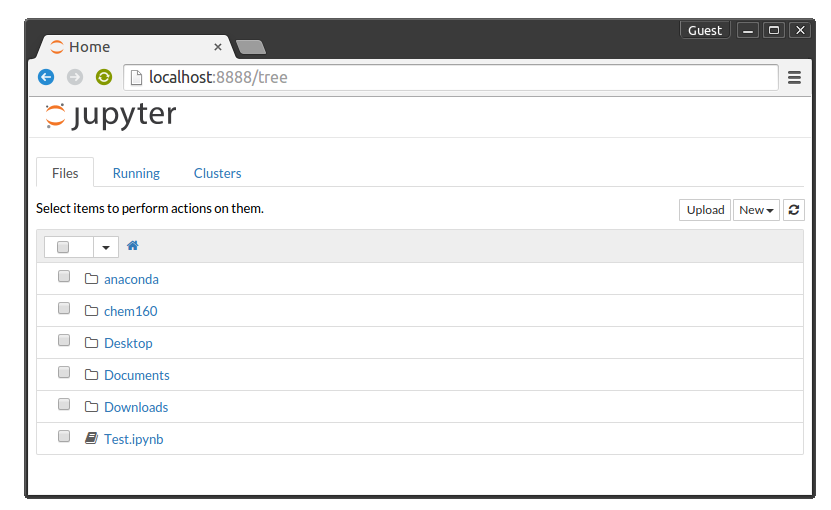 Guest
Home
localhost:8888/tree
jupyter
Files Running Clusters
Select items to perform actions on them. Upload New
anaconda
chem160
Desktop
Documents
Downloads
Test.ipynb